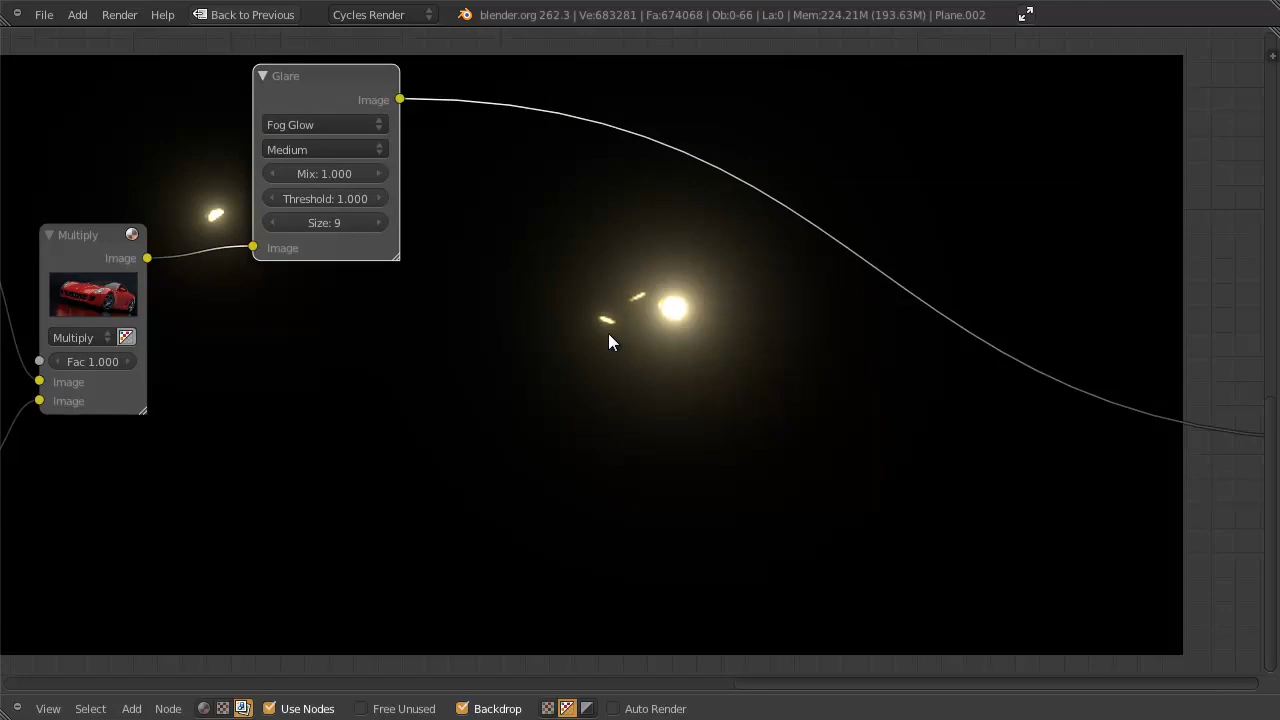 File Add Render Help Back to Previous Cycles Render blender.org 262.3 | Ve:683281 | Fa:674068 | Ob:0-66 | La:0 | Mem:224.21M (193.63M) | Plane.002
Glare
Image
Fog Glow
Medium
Mix: 1.000
Threshold: 1.000
Size: 9
Image
Multiply
Image
Multiply
Fac 1.000
Image
Image
View Select Add Node Use Nodes Free Unused Backdrop Auto Render